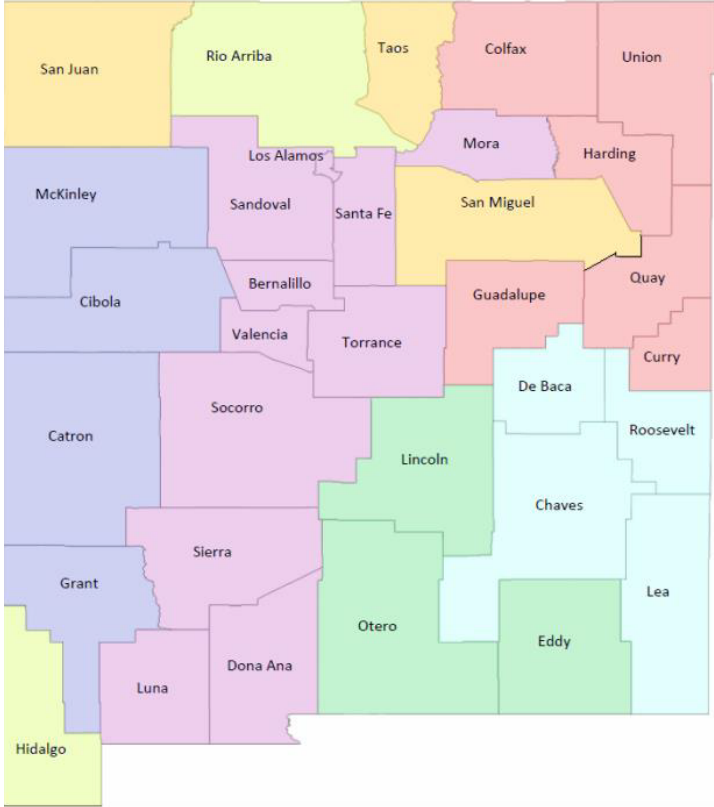 San Juan
Rio Arriba
Taos
Colfax
Union
Mora
Harding
Los Alamos
McKinley
Sandoval
Santa Fe
San Miguel
Bernalillo
Quay
Cibola
Guadalupe
Valencia
Torrance
Curry
De Baca
Socorro
Roosevelt
Catron
Lincoln
Chaves
Sierra
Grant
Lea
Otero
Eddy
Dona Ana
Luna
Hidalgo